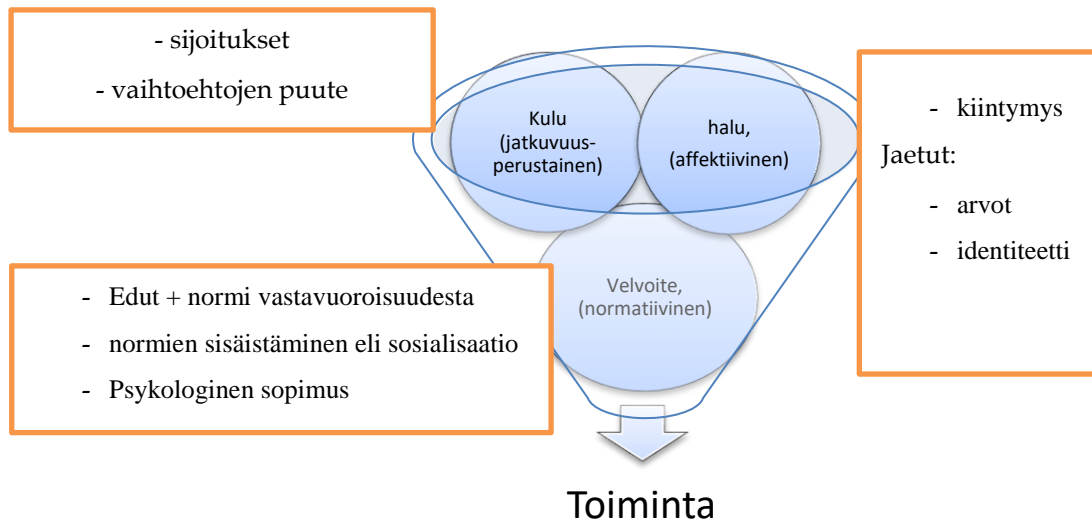 - sijoitukset
- vaihtoehtojen puute
Kulu
(jatkuvuus-
perustainen)
halu,
(affektiivinen)
- kiintymys
Jaetut:
- arvot
- identiteetti
- Edut + normi vastavuoroisuudesta
- normien sisäistäminen eli sosialisaatio
- Psykologinen sopimus
Velvoite,
(normatiivinen)
Toiminta